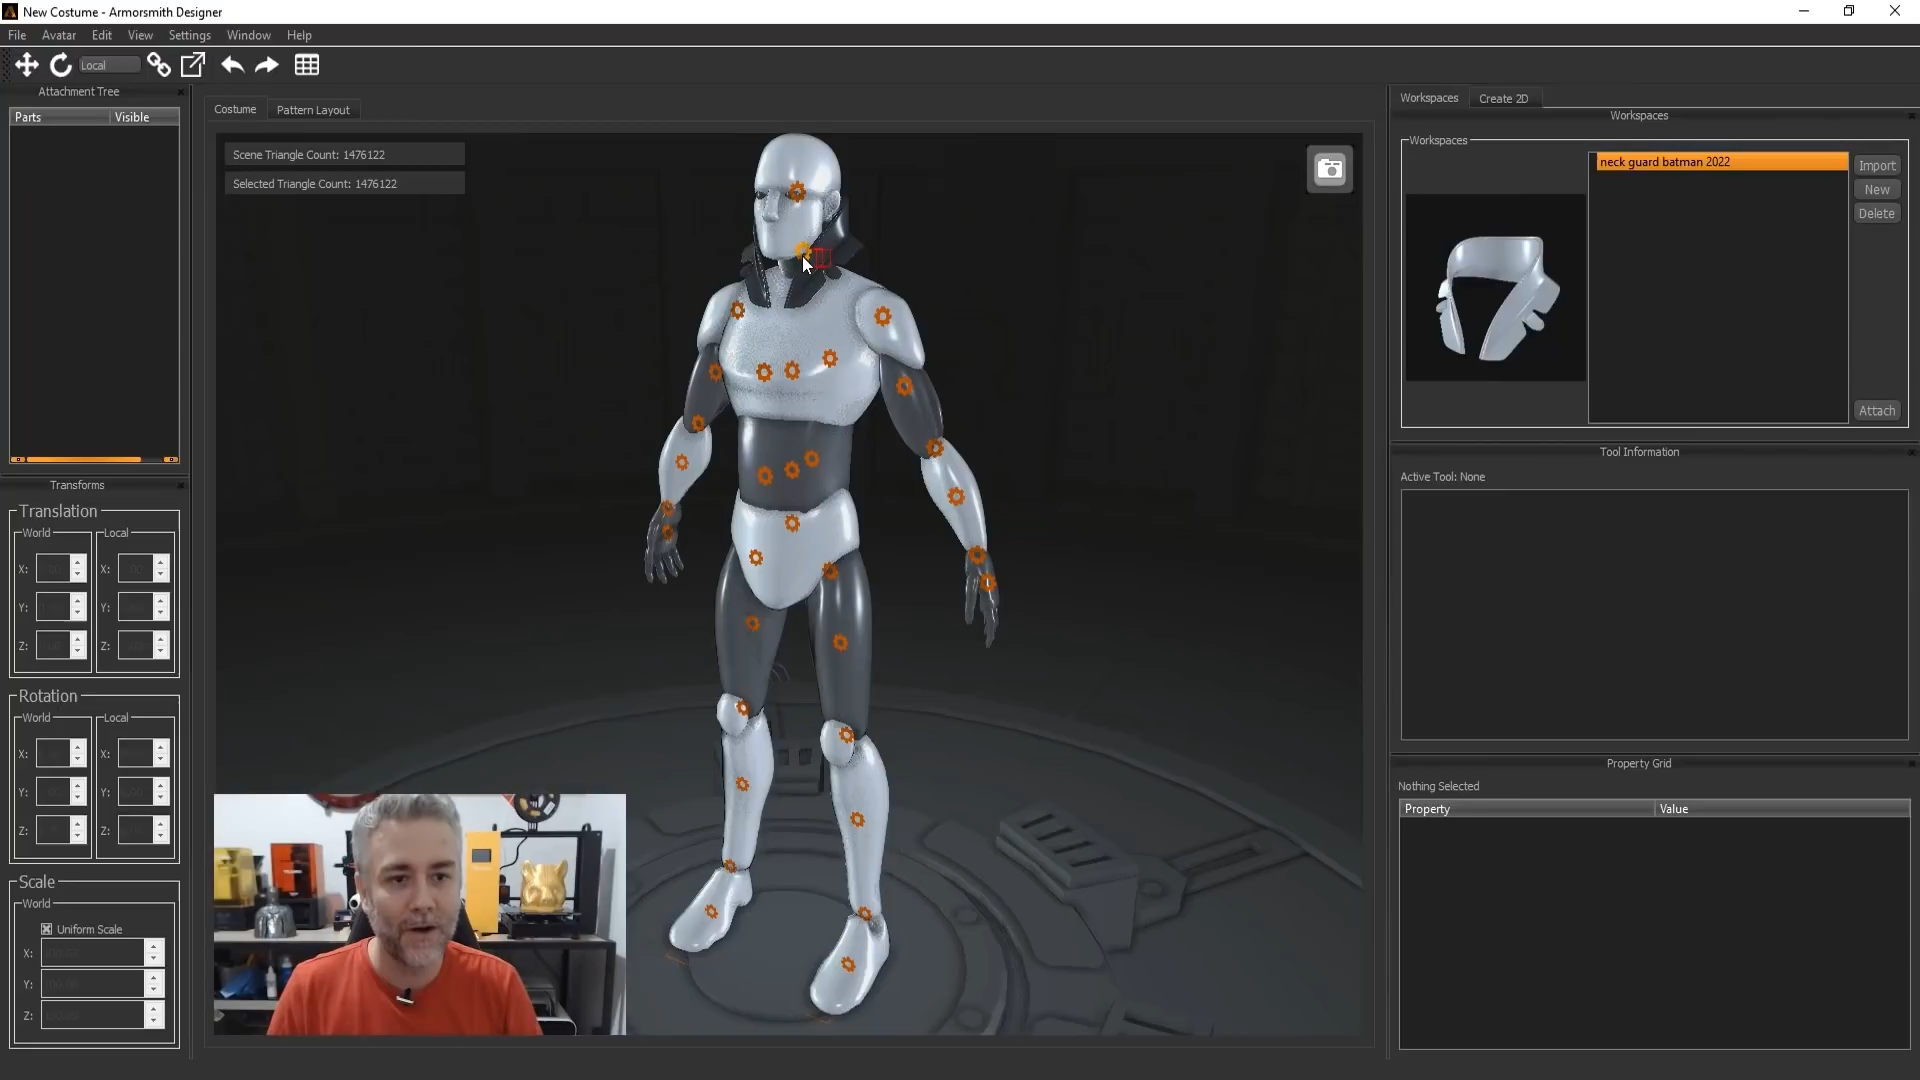 New Costume - Armorsmith Designer
File Avatar Edit View Settings Window Help
Local
Attachment Tree
Parts Visible
Transforms
Translation
World Local
X: X:
Y: Y:
Z: Z:
Rotation
World Local
X: X:
Y: Y:
Z: Z:
Scale
World
Uniform Scale
X:
Y:
Z:
Costume Pattern Layout
Scene Triangle Count: 1476122
Selected Triangle Count: 1476122
Workspaces Create 2D
Workspaces
Workspaces
neck guard batman 2022
Import
New
Delete
Attach
Tool Information
Active Tool: None
Property Grid
Nothing Selected
Property Value